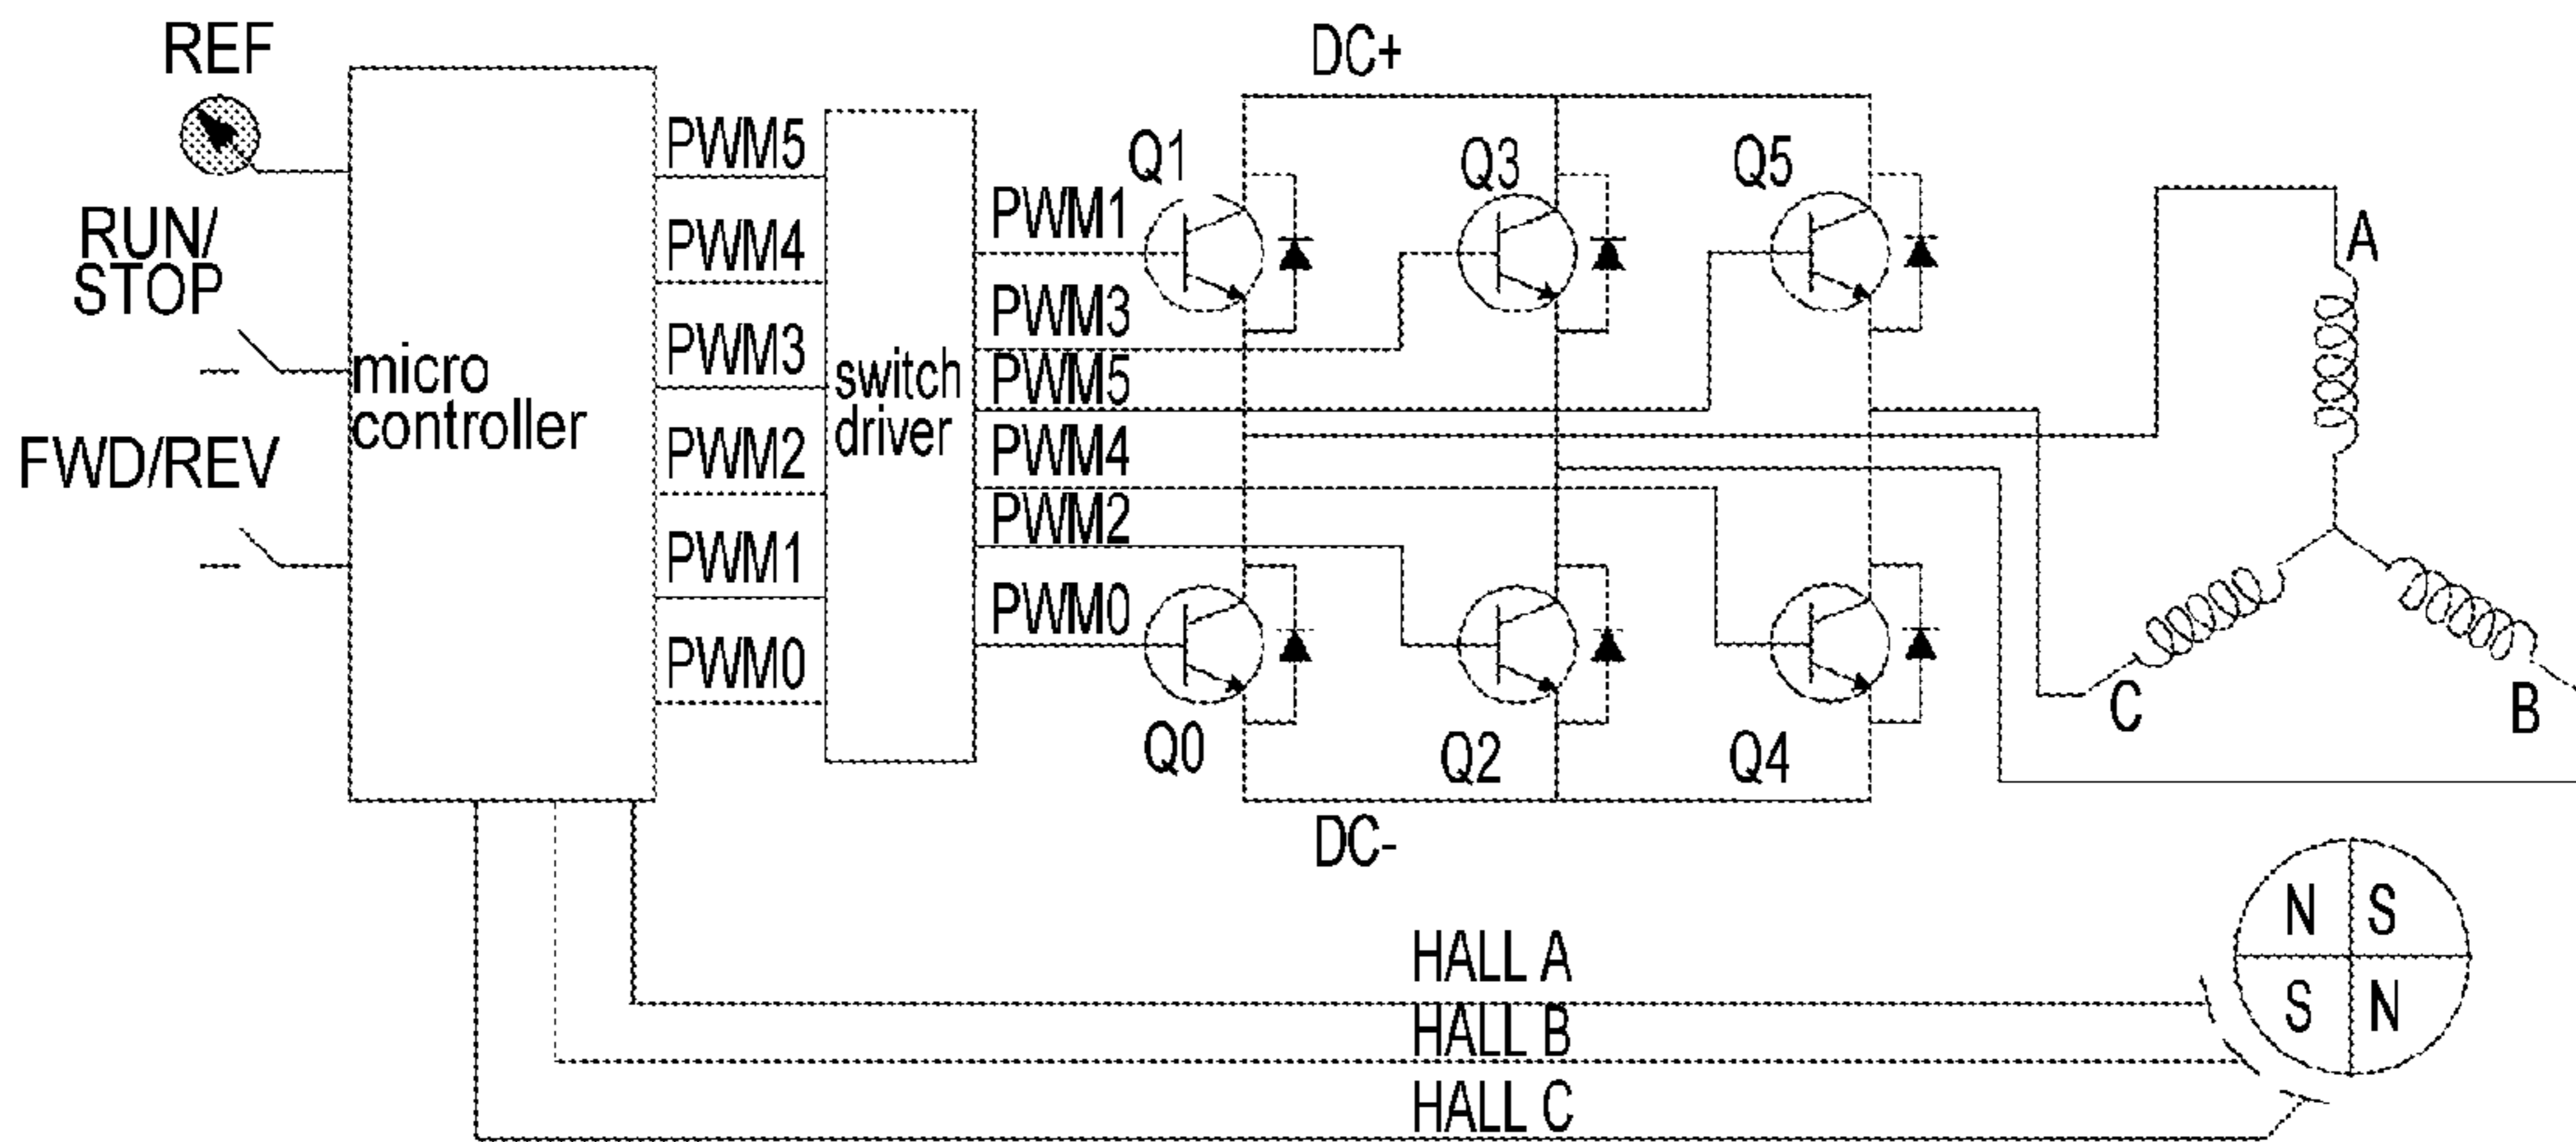 REF
RUN/
STOP
FWD/REV
micro
controller
PWM5
PWM4
PWM3
PWM2
PWM1
PWM0
switch
driver
PWM1
PWM3
PWM5
PWM4
PWM2
PWM0
DC+
Q1
Q3
Q5
Q0
Q2
Q4
DC-
A
C
B
HALL A
HALL B
HALL C
N S
S N